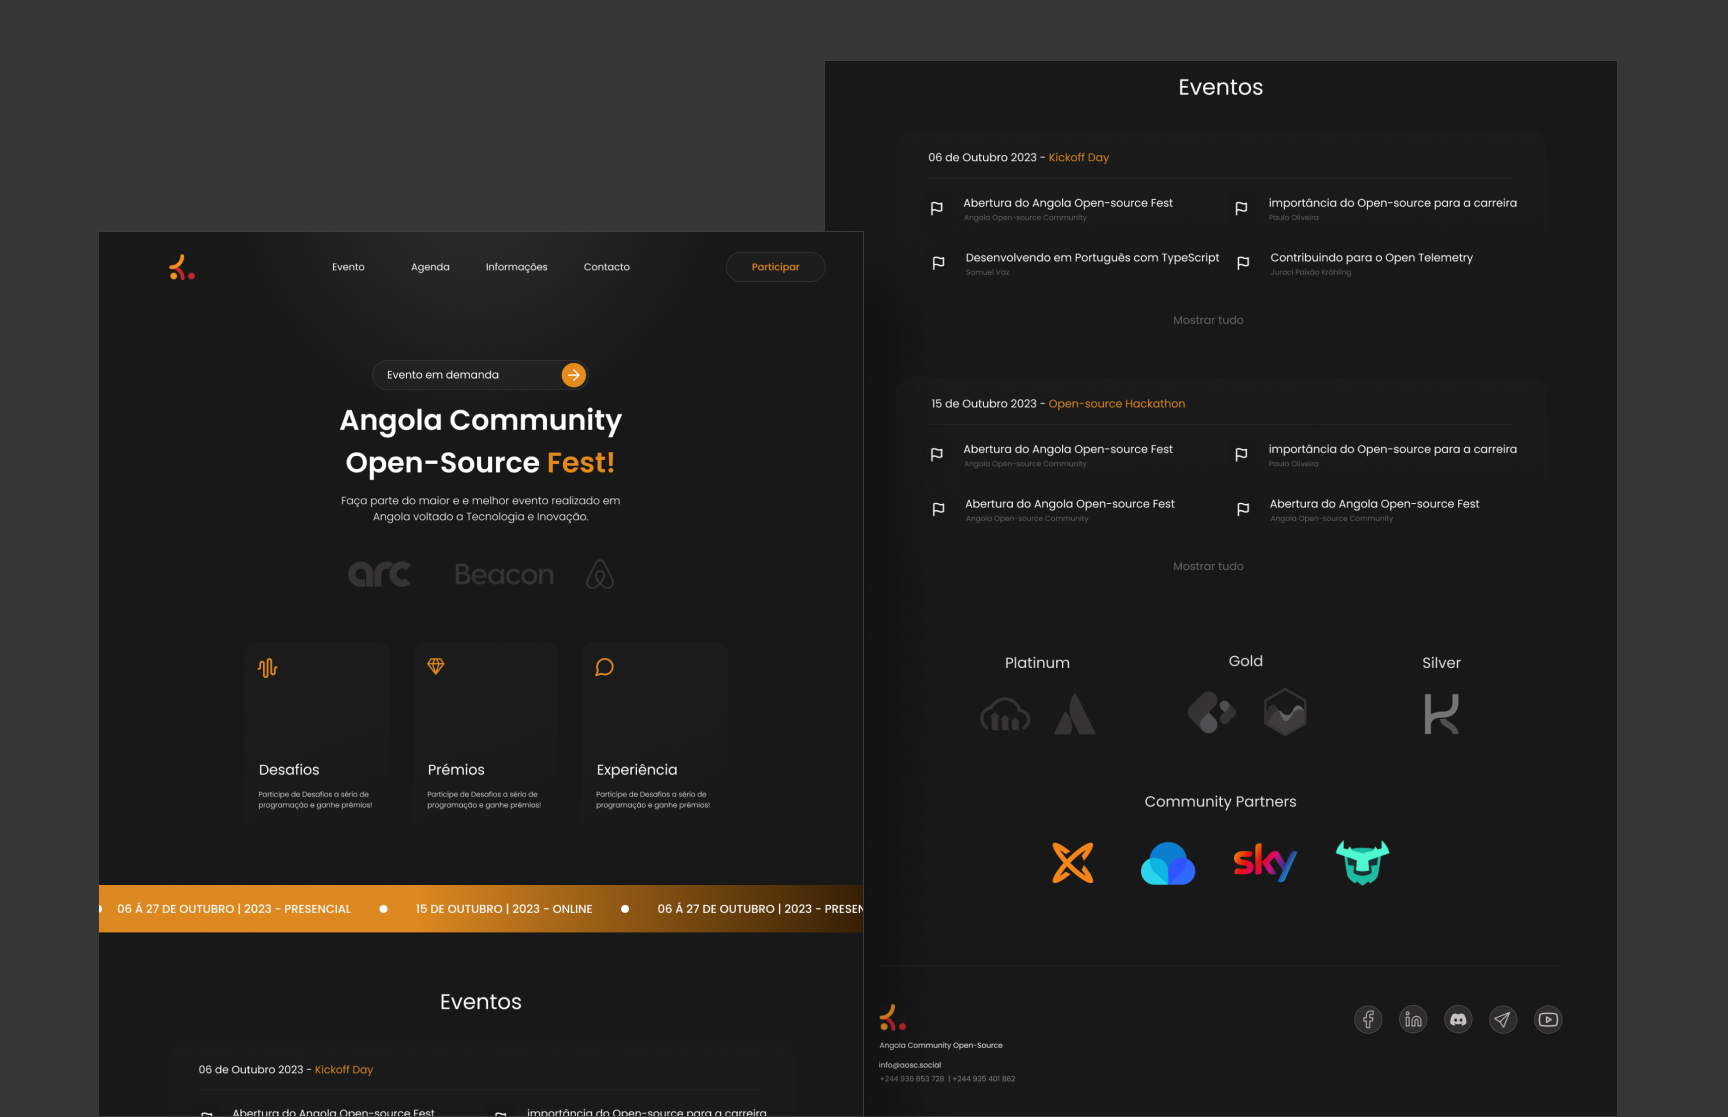 Evento
Agenda
Informações
Contacto
Participar
Evento em demanda
Angola Community
Open-Source Fest!
Faça parte do maior e e melhor evento realizado em
Angola voltado a Tecnologia e Inovação.
arc
Beacon
Desafios
Participe de Desafios a sério de
programação e ganhe prémios!
Prémios
Participe de Desafios a sério de
programação e ganhe prémios!
Experiência
Participe de Desafios a sério de
programação e ganhe prémios!
06 Á 27 DE OUTUBRO | 2023 - PRESENCIAL
15 DE OUTUBRO | 2023 - ONLINE
06 Á 27 DE OUTUBRO | 2023 - PRESEN
Eventos
06 de Outubro 2023 - Kickoff Day
Abertura do Angola Open-source Fest
importância do Open-source para a carreira
Eventos
06 de Outubro 2023 - Kickoff Day
Abertura do Angola Open-source Fest
Angola Open-source Community
importância do Open-source para a carreira
Paulo Oliveira
Desenvolvendo em Português com TypeScript
Samuel Vaz
Contribuindo para o Open Telemetry
Juraci Paixão Kröhling
Mostrar tudo
15 de Outubro 2023 - Open-source Hackathon
Abertura do Angola Open-source Fest
Angola Open-source Community
importância do Open-source para a carreira
Paulo Oliveira
Abertura do Angola Open-source Fest
Angola Open-source Community
Abertura do Angola Open-source Fest
Angola Open-source Community
Mostrar tudo
Platinum
Gold
Silver
Community Partners
sky
Angola Community Open-Source
info@aosc.social
+244 936 853 728 | +244 935 401 862